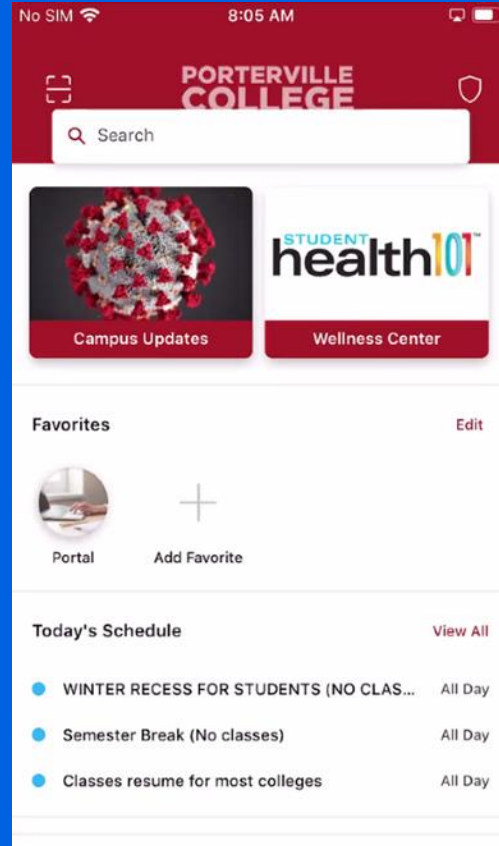 No SIM 8:05 AM
PORTERVILLE
COLLEGE
Search
STUDENT
health101™
Campus Updates
Wellness Center
Favorites Edit
Portal Add Favorite
Today's Schedule View All
WINTER RECESS FOR STUDENTS (NO CLAS... All Day
Semester Break (No classes) All Day
Classes resume for most colleges All Day